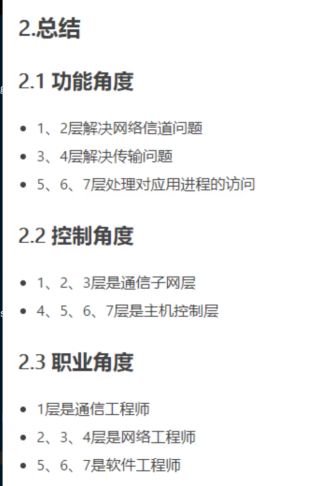 2.总结
2.1 功能角度
1、2层解决网络信道问题
3、4层解决传输问题
5、6、7层处理对应用进程的访问
2.2 控制角度
1、2、3层是通信子网层
4、5、6、7层是主机控制层
2.3 职业角度
1层是通信工程师
2、3、4层是网络工程师
5、6、7是软件工程师